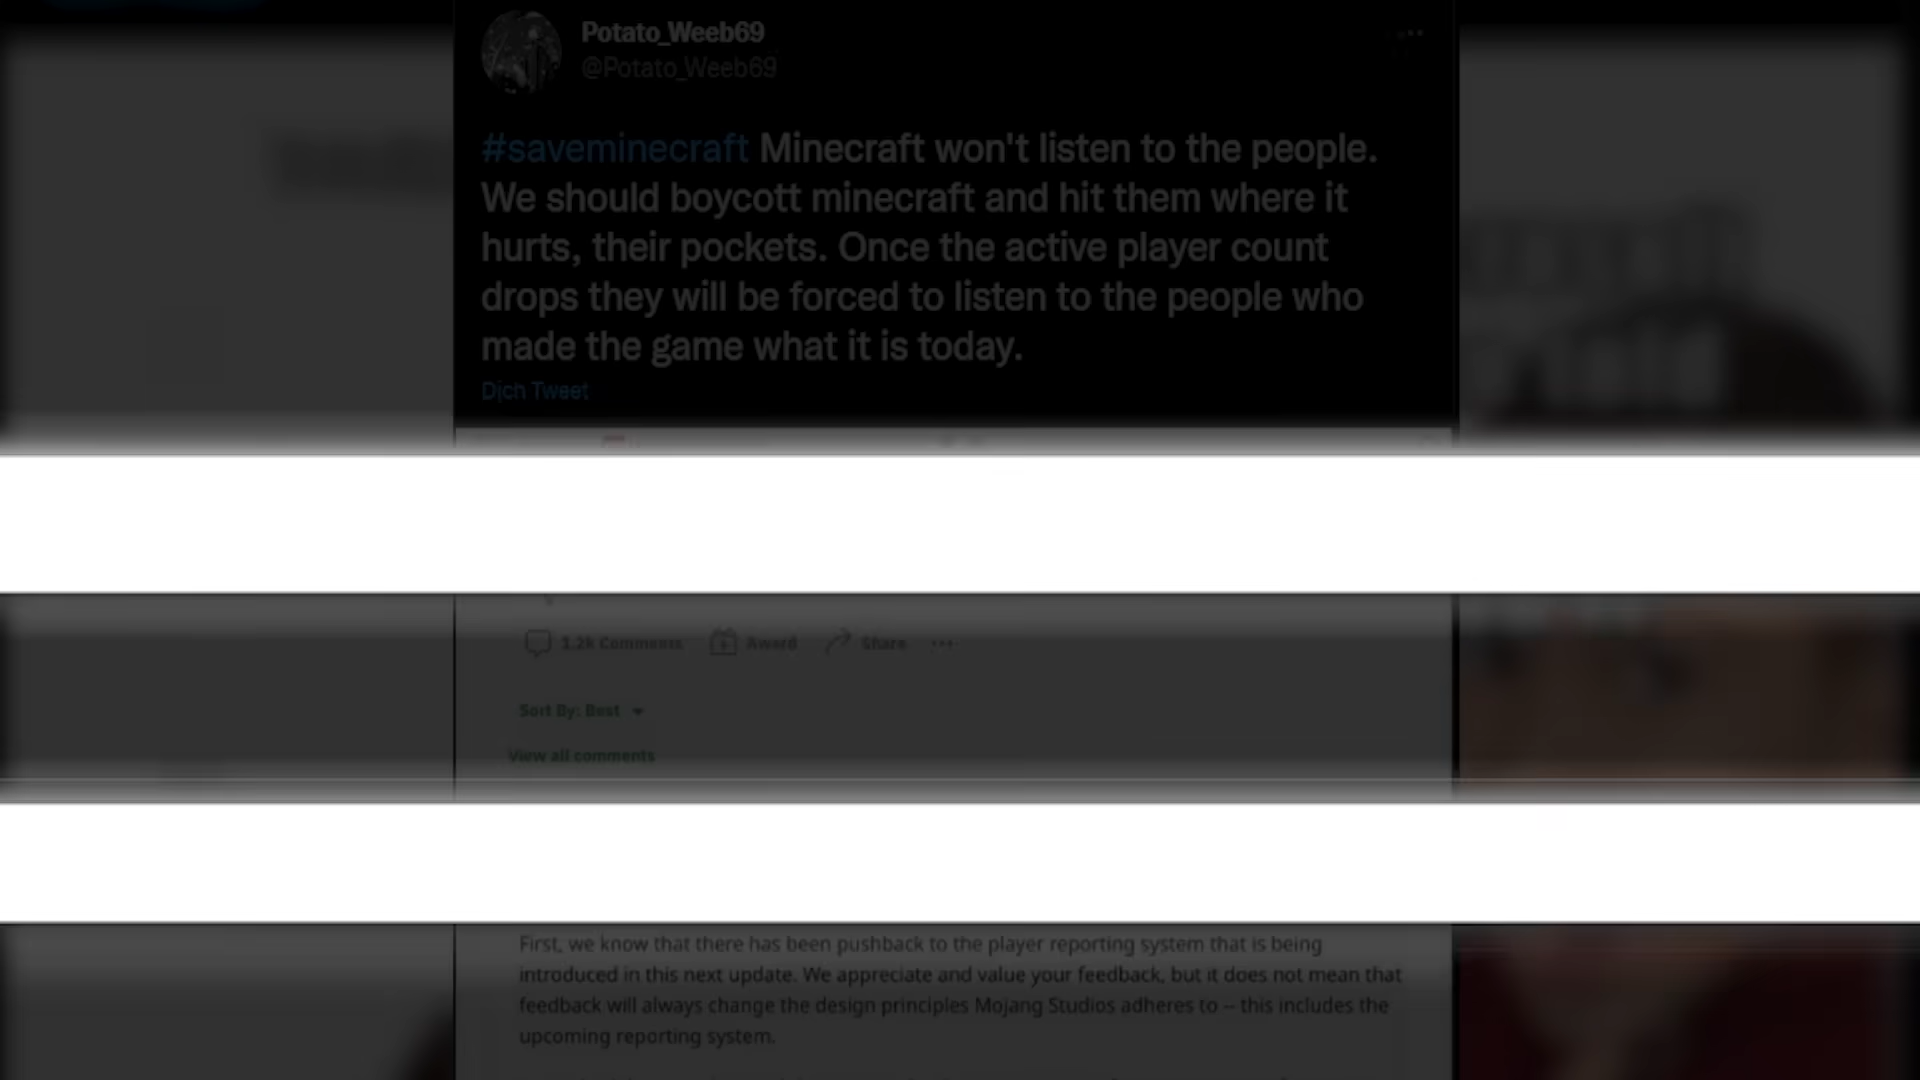 Potato_Weeb69
@Potato_Weeb69
#saveminecraft Minecraft won't listen to the people.
We should boycott minecraft and hit them where it
hurts, their pockets. Once the active player count
drops they will be forced to listen to the people who
made the game what it is today.
Dịch Tweet
1.2k Comments Award Share
Sort By: Best
View all comments
First, we know that there has been pushback to the player reporting system that is being
introduced in this next update. We appreciate and value your feedback, but it does not mean that
feedback will always change the design principles Mojang Studios adheres to -- this includes the
upcoming reporting system.